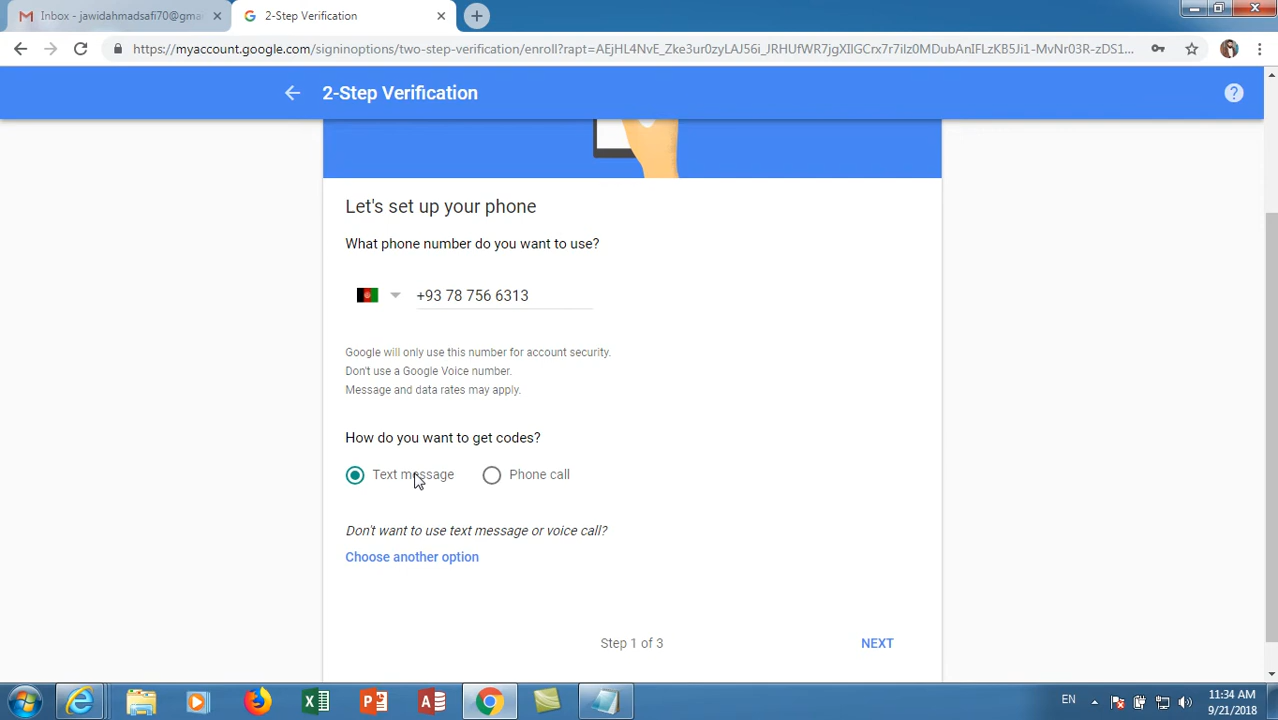 Inbox - jawidahmadsafi70@gma
2-Step Verification
https://myaccount.google.com/signinoptions/two-step-verification/enroll?rapt=
2-Step Verification
Let's set up your phone
What phone number do you want to use?
+93 78 756 6313
Google will only use this number for account security.
Don't use a Google Voice number.
Message and data rates may apply.
How do you want to get codes?
Text message Phone call
Don't want to use text message or voice call?
Choose another option
Step 1 of 3 NEXT
EN 11:34 AM
9/21/2018